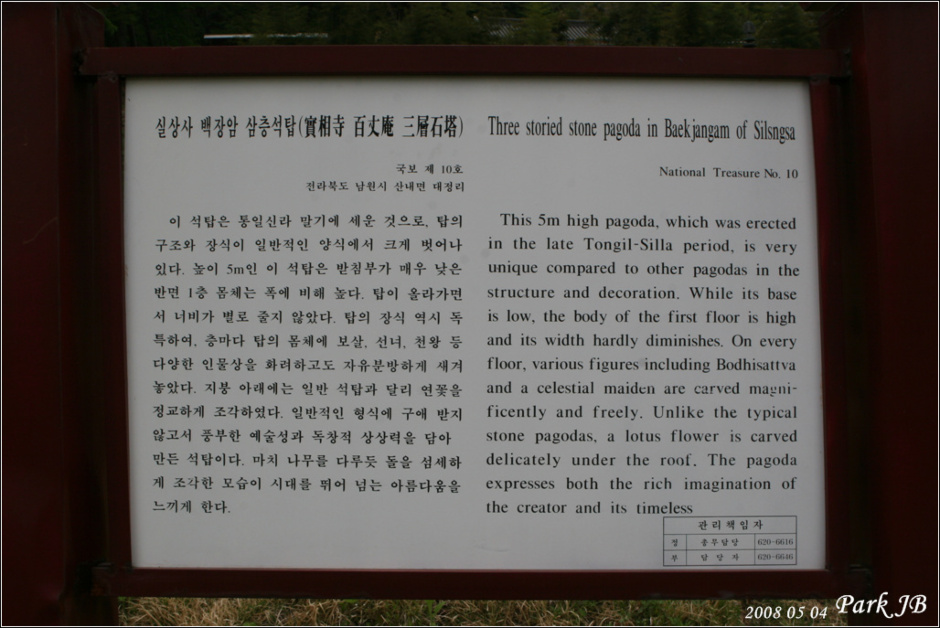 실상사 백장암 삼층석탑(實相寺 百丈庵 三層石塔)
국보 제 10호
전라북도 남원시 산내면 대정리
이 석탑은 통일신라 말기에 세운 것으로, 탑의
구조와 장식이 일반적인 양식에서 크게 벗어나
있다. 높이 5m인 이 석탑은 받침부가 매우 낮은
반면 1층 몸체는 폭에 비해 높다. 탑이 올라가면
서 너비가 별로 줄지 않았다. 탑의 장식 역시 독
특하여, 층마다 탑의 몸체에 보살, 선녀, 천왕 등
다양한 인물상을 화려하고도 자유분방하게 새겨
놓았다. 지붕 아래에는 일반 석탑과 달리 연꽃을
정교하게 조각하였다. 일반적인 형식에 구애 받지
않고서 풍부한 예술성과 독창적 상상력을 담아
만든 석탑이다. 마치 나무를 다루듯 돌을 섬세하
게 조각한 모습이 시대를 뛰어 넘는 아름다움을
느끼게 한다.
Three storied stone pagoda in Baekjangam of Silsngsa
National Treasure No. 10
This 5m high pagoda, which was erected
in the late Tongil-Silla period, is very
unique compared to other pagodas in the
structure and decoration. While its base
is low, the body of the first floor is high
and its width hardly diminishes. On every
floor, various figures including Bodhisattva
and a celestial maiden are carved magni-
ficently and freely. Unlike the typical
stone pagodas, a lotus flower is carved
delicately under the roof. The pagoda
expresses both the rich imagination of
the creator and its timeless
관리책임자
정 총무담당 620-6616
부 담당자 620-6646
2008 05 04 Park JB